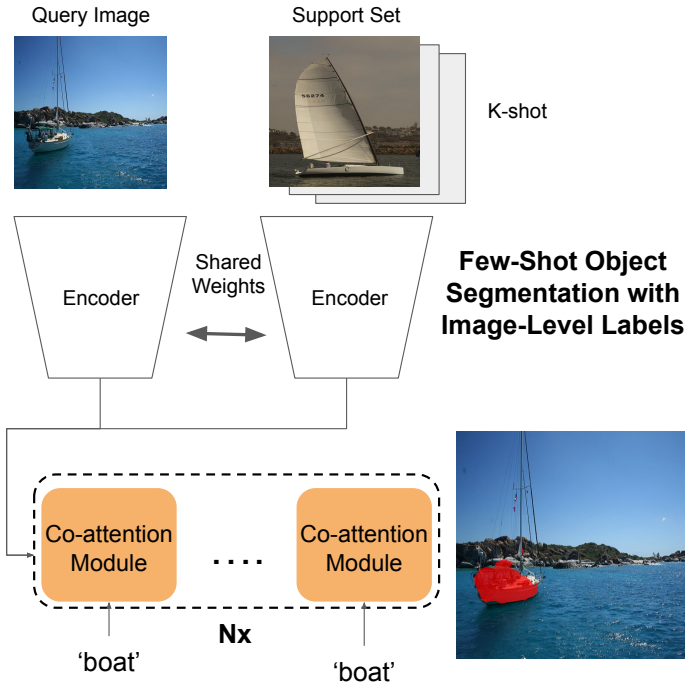 Query Image
Support Set
56274
K-shot
Encoder
Shared
Weights
Encoder
Few-Shot Object
Segmentation with
Image-Level Labels
Co-attention
Module
....
Co-attention
Module
Nx
‘boat’
‘boat’